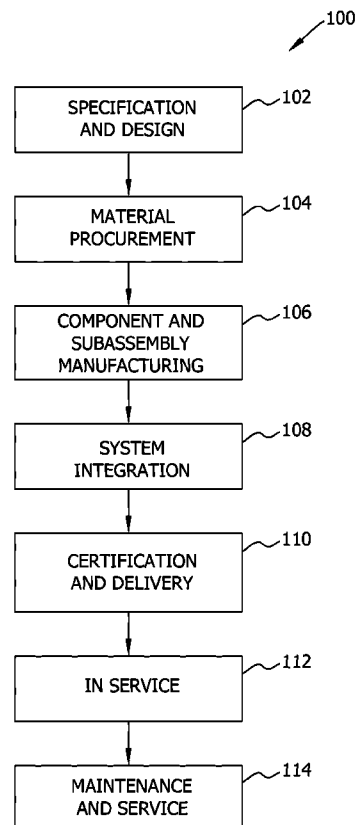 100
SPECIFICATION
AND DESIGN
102
MATERIAL
PROCUREMENT
104
COMPONENT AND
SUBASSEMBLY
MANUFACTURING
106
SYSTEM
INTEGRATION
108
CERTIFICATION
AND DELIVERY
110
IN SERVICE
112
MAINTENANCE
AND SERVICE
114